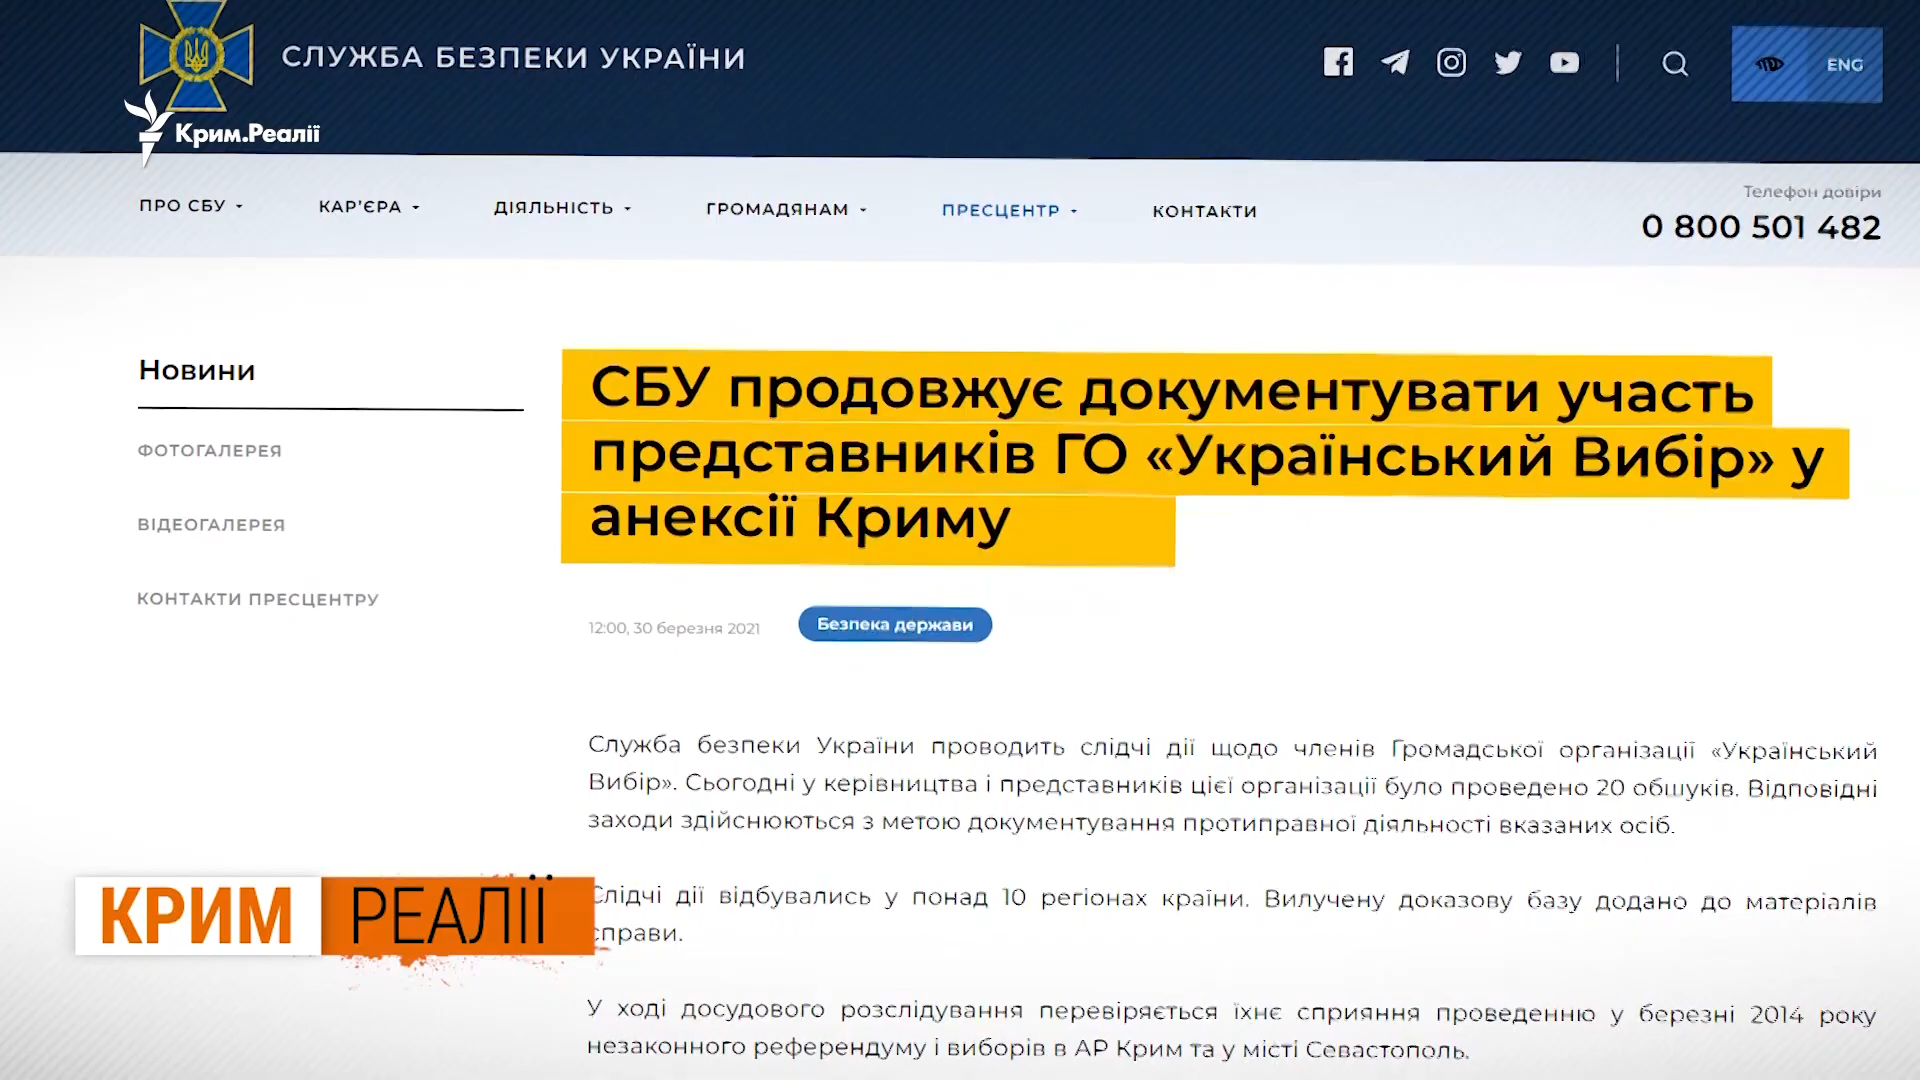 СЛУЖБА БЕЗПЕКИ УКРАЇНИ
ENG
Крим.Реалії
ПРО СБУ
КАР'ЄРА
ДІЯЛЬНІСТЬ
ГРОМАДЯНАМ
ПРЕСЦЕНТР
КОНТАКТИ
Телефон довіри
0 800 501 482
Новини
ФОТОГАЛЕРЕЯ
ВІДЕОГАЛЕРЕЯ
КОНТАКТИ ПРЕСЦЕНТРУ
СБУ продовжує документувати участь
представників ГО «Український Вибір» у
анексії Криму
12:00, 30 березня 2021
Безпека держави
Служба безпеки України проводить слідчі дії щодо членів Громадської організації «Український
Вибір». Сьогодні у керівництва і представників цієї організації було проведено 20 обшуків. Відповідні
заходи здійснюються з метою документування протиправної діяльності вказаних осіб.
Слідчі дії відбувались у понад 10 регіонах країни. Вилучену доказову базу додано до матеріалів
справи.
У ході досудового розслідування перевіряється їхнє сприяння проведенню у березні 2014 року
незаконного референдуму і виборів в АР Крим та у місті Севастополь.
КРИМ РЕАЛІЇ